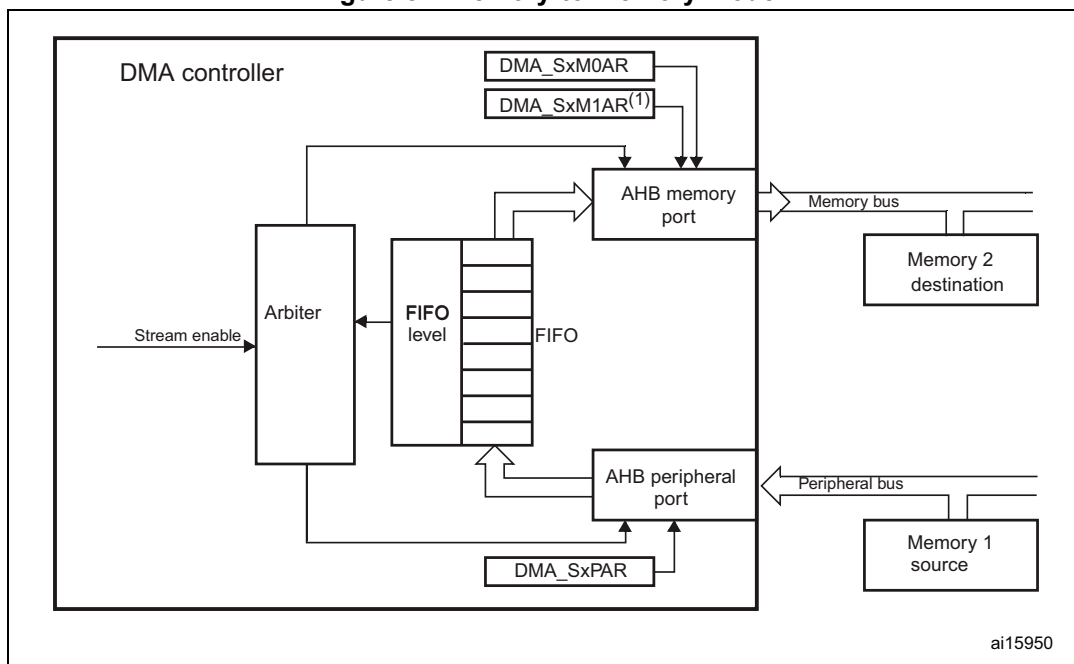 DMA controller
DMA_SxM0AR
DMA_SxM1AR(1)
AHB memory
port
Memory bus
Memory 2
destination
Arbiter
FIFO
level
FIFO
Stream enable
AHB peripheral
port
Peripheral bus
Memory 1
source
DMA_SxPAR
ai15950